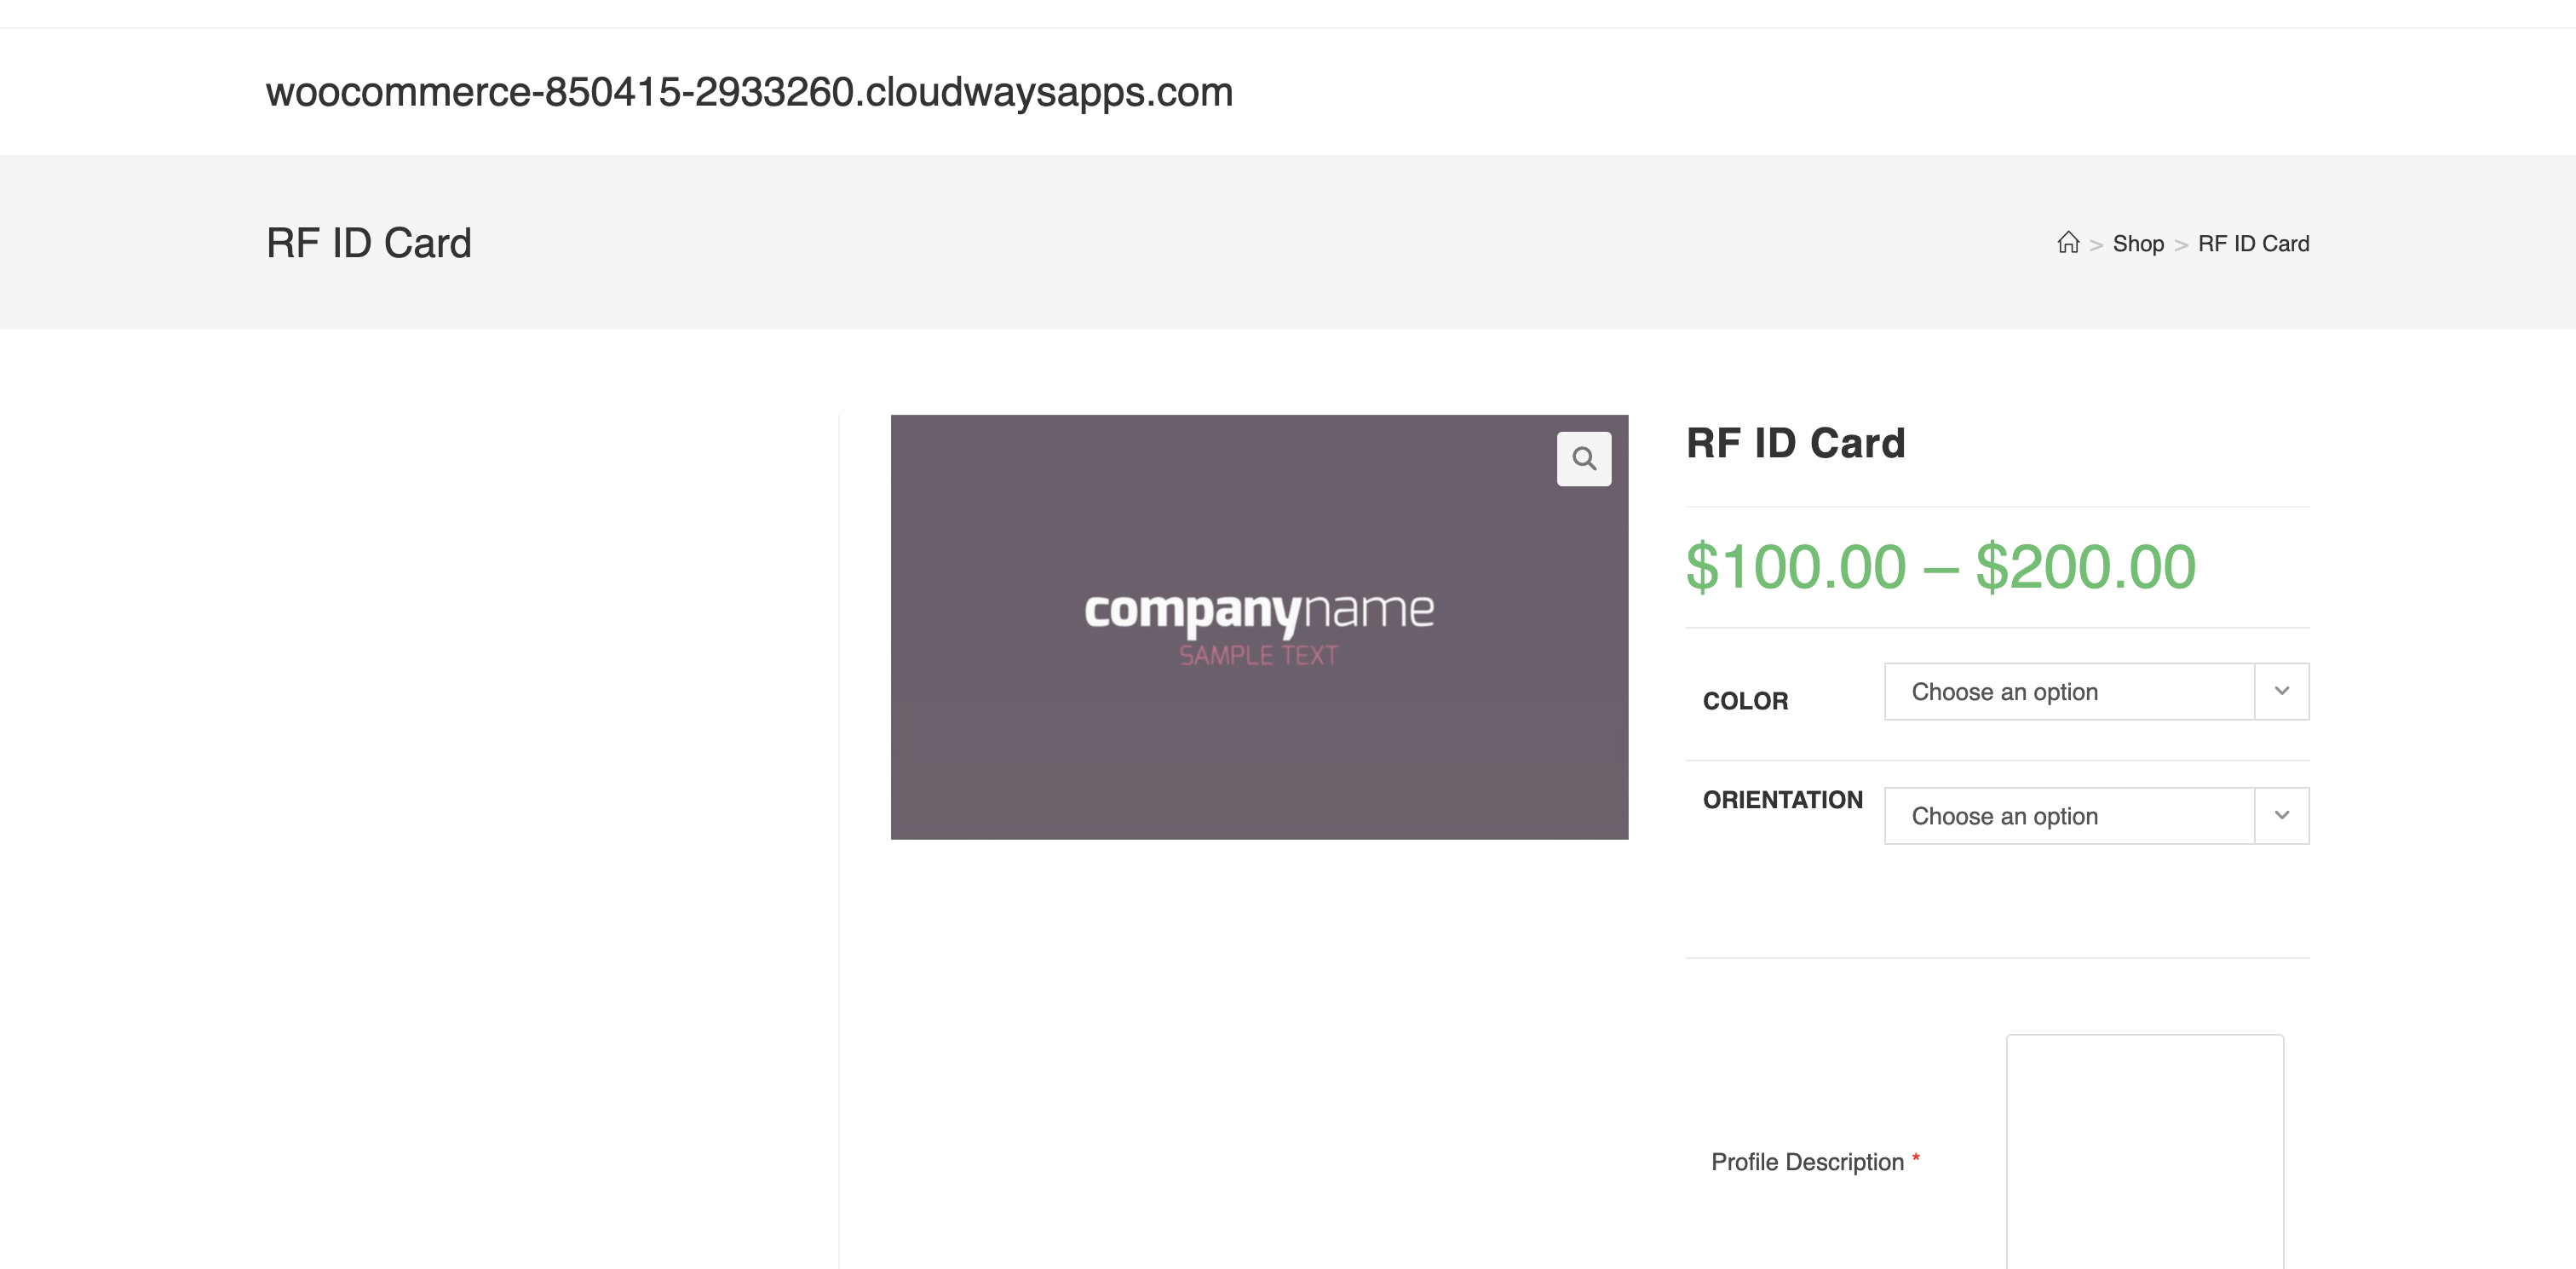 woocommerce-850415-2933260.cloudwaysapps.com
RF ID Card
> Shop > RF ID Card
companyname
SAMPLE TEXT
RF ID Card
$100.00 – $200.00
COLOR
Choose an option
ORIENTATION
Choose an option
Profile Description *